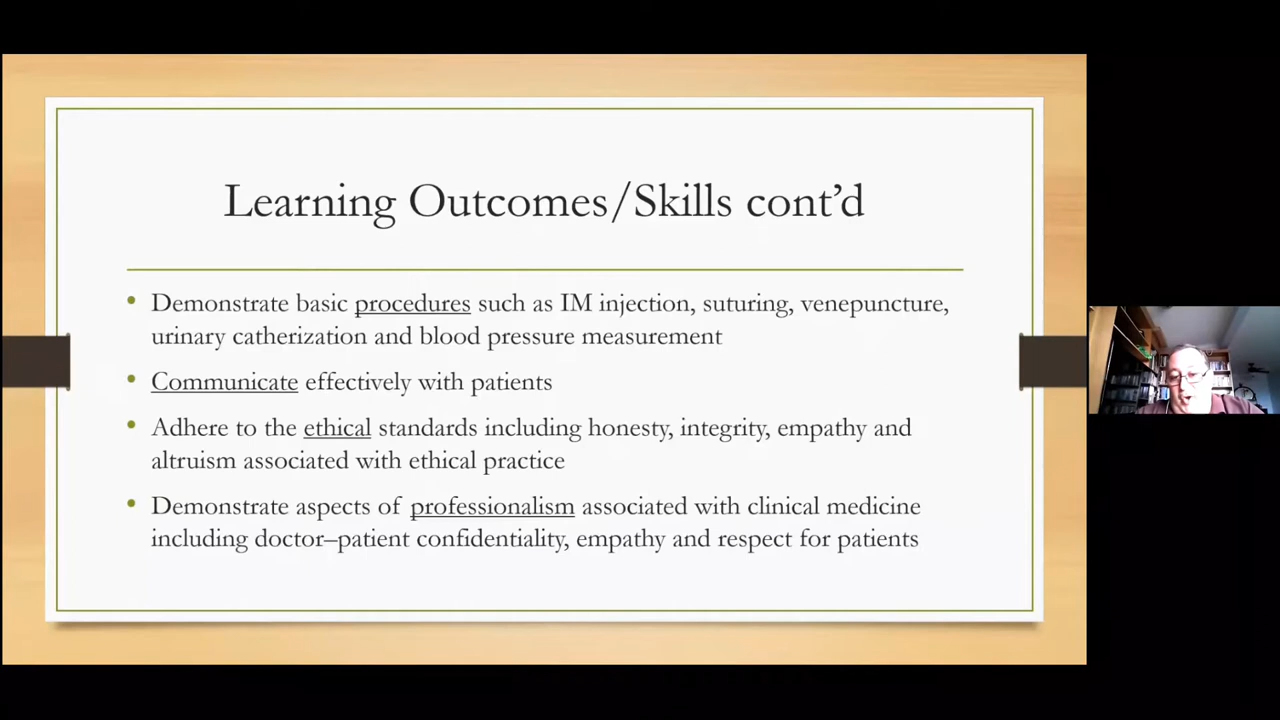 Learning Outcomes/Skills cont’d
• Demonstrate basic procedures such as IM injection, suturing, venepuncture,
urinary catherization and blood pressure measurement
• Communicate effectively with patients
• Adhere to the ethical standards including honesty, integrity, empathy and
altruism associated with ethical practice
• Demonstrate aspects of professionalism associated with clinical medicine
including doctor–patient confidentiality, empathy and respect for patients